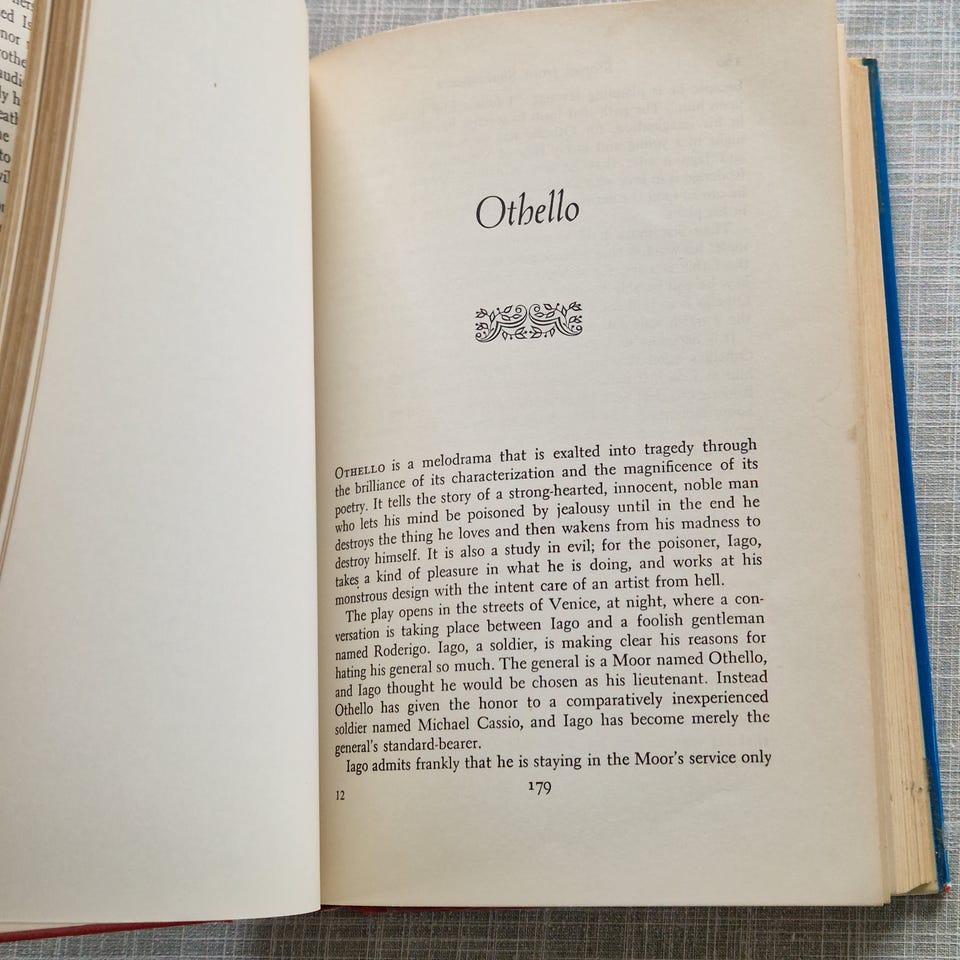 ed Is
nor
othe
audi
ly h
eath
to
Othello
OTHELLO is a melodrama that is exalted into tragedy through
the brilliance of its characterization and the magnificence of its
poetry. It tells the story of a strong-hearted, innocent, noble man
who lets his mind be poisoned by jealousy until in the end he
destroys the thing he loves and then wakens from his madness to
destroy himself. It is also a study in evil; for the poisoner, Iago,
takes a kind of pleasure in what he is doing, and works at his
monstrous design with the intent care of an artist from hell.
The play opens in the streets of Venice, at night, where a con-
versation is taking place between Iago and a foolish gentleman
named Roderigo. Iago, a soldier, is making clear his reasons for
hating his general so much. The general is a Moor named Othello,
and Iago thought he would be chosen as his lieutenant. Instead
Othello has given the honor to a comparatively inexperienced
soldier named Michael Cassio, and Iago has become merely the
general's standard-bearer.
Iago admits frankly that he is staying in the Moor's service only
12
179